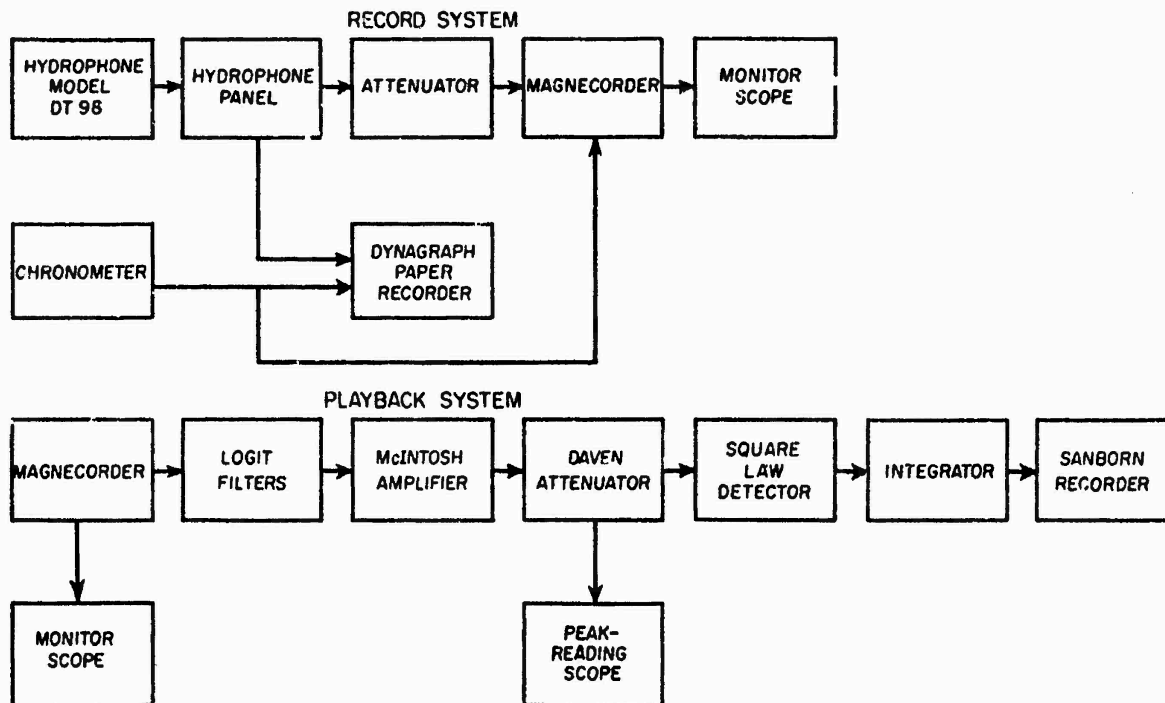 RECORD SYSTEM
HYDROPHONE
MODEL
DT 98
HYDROPHONE
PANEL
ATTENUATOR
MAGNECORDER
MONITOR
SCOPE
CHRONOMETER
DYNAGRAPH
PAPER
RECORDER
PLAYBACK SYSTEM
MAGNECORDER
LOGIT
FILTERS
McINTOSH
AMPLIFIER
DAVEN
ATTENUATOR
SQUARE
LAW
DETECTOR
INTEGRATOR
SANBORN
RECORDER
MONITOR
SCOPE
PEAK-
READING
SCOPE